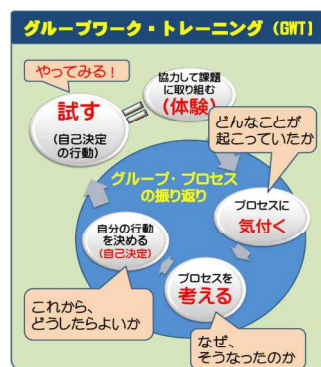 グループワーク・トレーニング (GWT)
やってみる！
試す
(自己決定
の行動)
協力して課題
に取り組む
(体験)
どんなことが
起こっていたか
グループ・プロセス
の振り返り
プロセスに
気付く
自分の行動
を決める
(自己決定)
プロセスを
考える
これから、
どうしたらよいか
なぜ、
そうなったのか